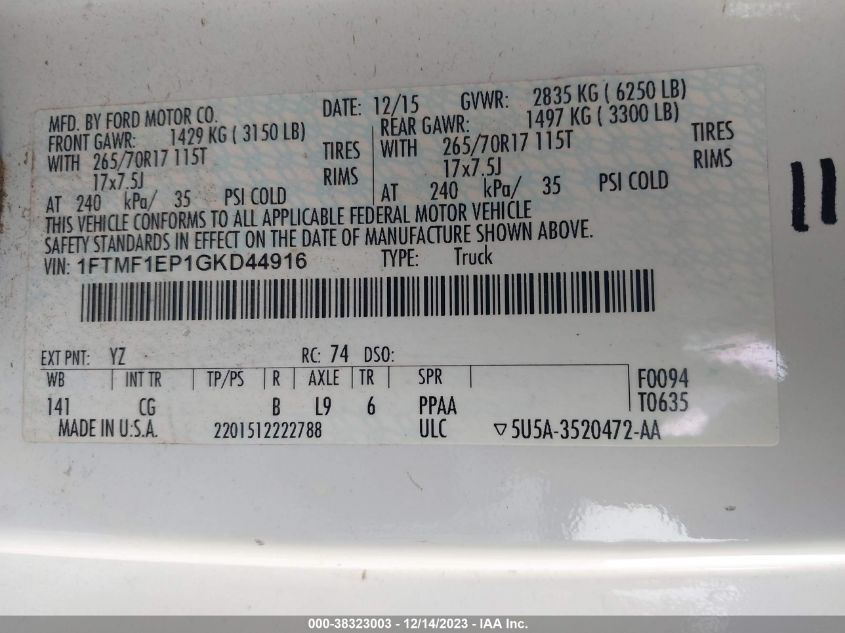 MFD. BY FORD MOTOR CO. DATE: 12/15 GVWR: 2835 KG ( 6250 LB)
FRONT GAWR: 1429 KG ( 3150 LB) REAR GAWR: 1497 KG ( 3300 LB)
WITH 265/70R17 115T TIRES WITH 265/70R17 115T TIRES
17x7.5J RIMS 17x7.5J RIMS
AT 240 kPa/ 35 PSI COLD AT 240 kPa/ 35 PSI COLD
THIS VEHICLE CONFORMS TO ALL APPLICABLE FEDERAL MOTOR VEHICLE
SAFETY STANDARDS IN EFFECT ON THE DATE OF MANUFACTURE SHOWN ABOVE.
VIN: 1FTMF1EP1GKD44916 TYPE: Truck
EXT PNT: YZ RC: 74 DSO:
WB INT TR TP/PS R AXLE TR SPR F0094
141 CG B L9 6 PPAA T0635
MADE IN U.S.A. 2201512222788 ULC ▽5U5A-3520472-AA
11
000-38323003 - 12/14/2023 - IAA Inc.